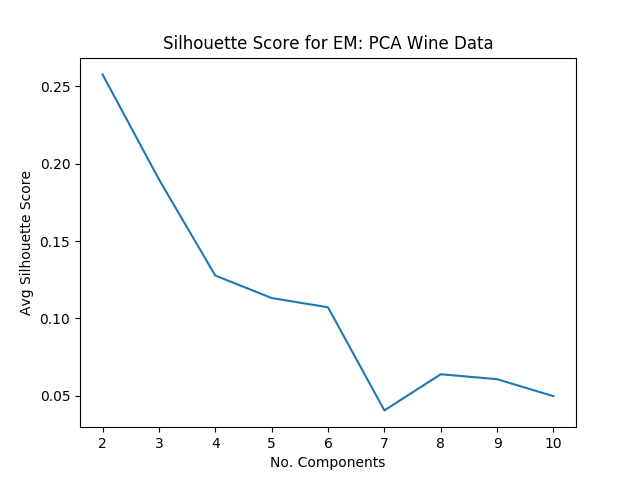 Silhouette Score for EM: PCA Wine Data
0.25
0.20
0.15
0.10
0.05
Avg Silhouette Score
2 3 4 5 6 7 8 9 10
No. Components